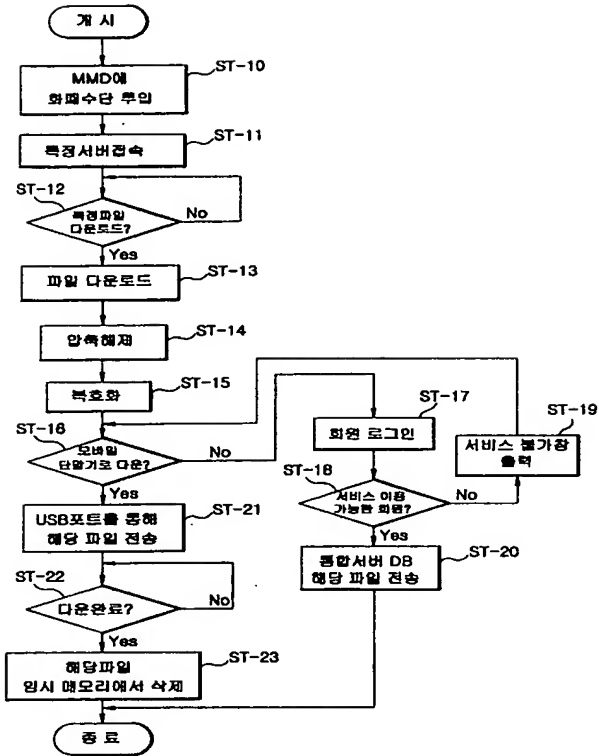 개 시
ST-10
MMD에
화폐수단 투입
ST-11
특정서버접속
ST-12
특정파일
다운로드?
No
Yes
ST-13
파일 다운로드
ST-14
압축해제
ST-15
복호화
ST-16
모바일
단말기로 다운?
No
Yes
ST-17
회원 로그인
ST-18
서비스 이용
가능한 회원?
No
Yes
ST-19
서비스 불가창
출력
ST-20
통합서버 DB
해당 파일 전송
ST-21
USB포트를 통해
해당 파일 전송
ST-22
다운완료?
No
Yes
ST-23
해당파일
임시 메모리에서 삭제
종 료